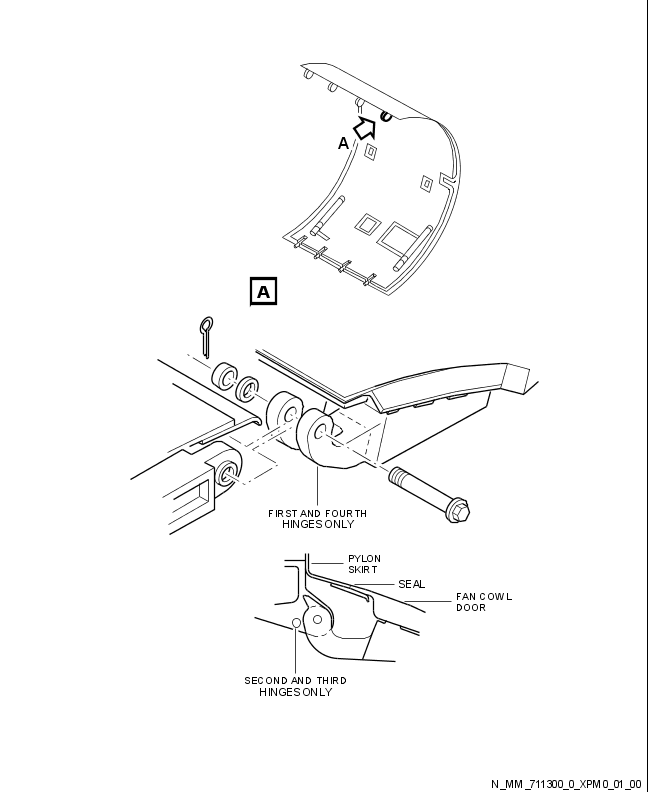 A
A
FIRST AND FOURTH
HINGES ONLY
PYLON
SKIRT
SEAL
FAN COWL
DOOR
SECOND AND THIRD
HINGES ONLY
N_MM_711300_0_XPM0_01_00